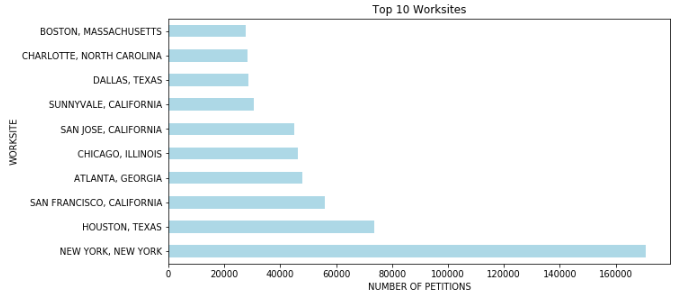 Top 10 Worksites
BOSTON, MASSACHUSETTS
CHARLOTTE, NORTH CAROLINA
DALLAS, TEXAS
SUNNYVALE, CALIFORNIA
SAN JOSE, CALIFORNIA
CHICAGO, ILLINOIS
ATLANTA, GEORGIA
SAN FRANCISCO, CALIFORNIA
HOUSTON, TEXAS
NEW YORK, NEW YORK
WORKSITE
0 20000 40000 60000 80000 100000 120000 140000 160000
NUMBER OF PETITIONS